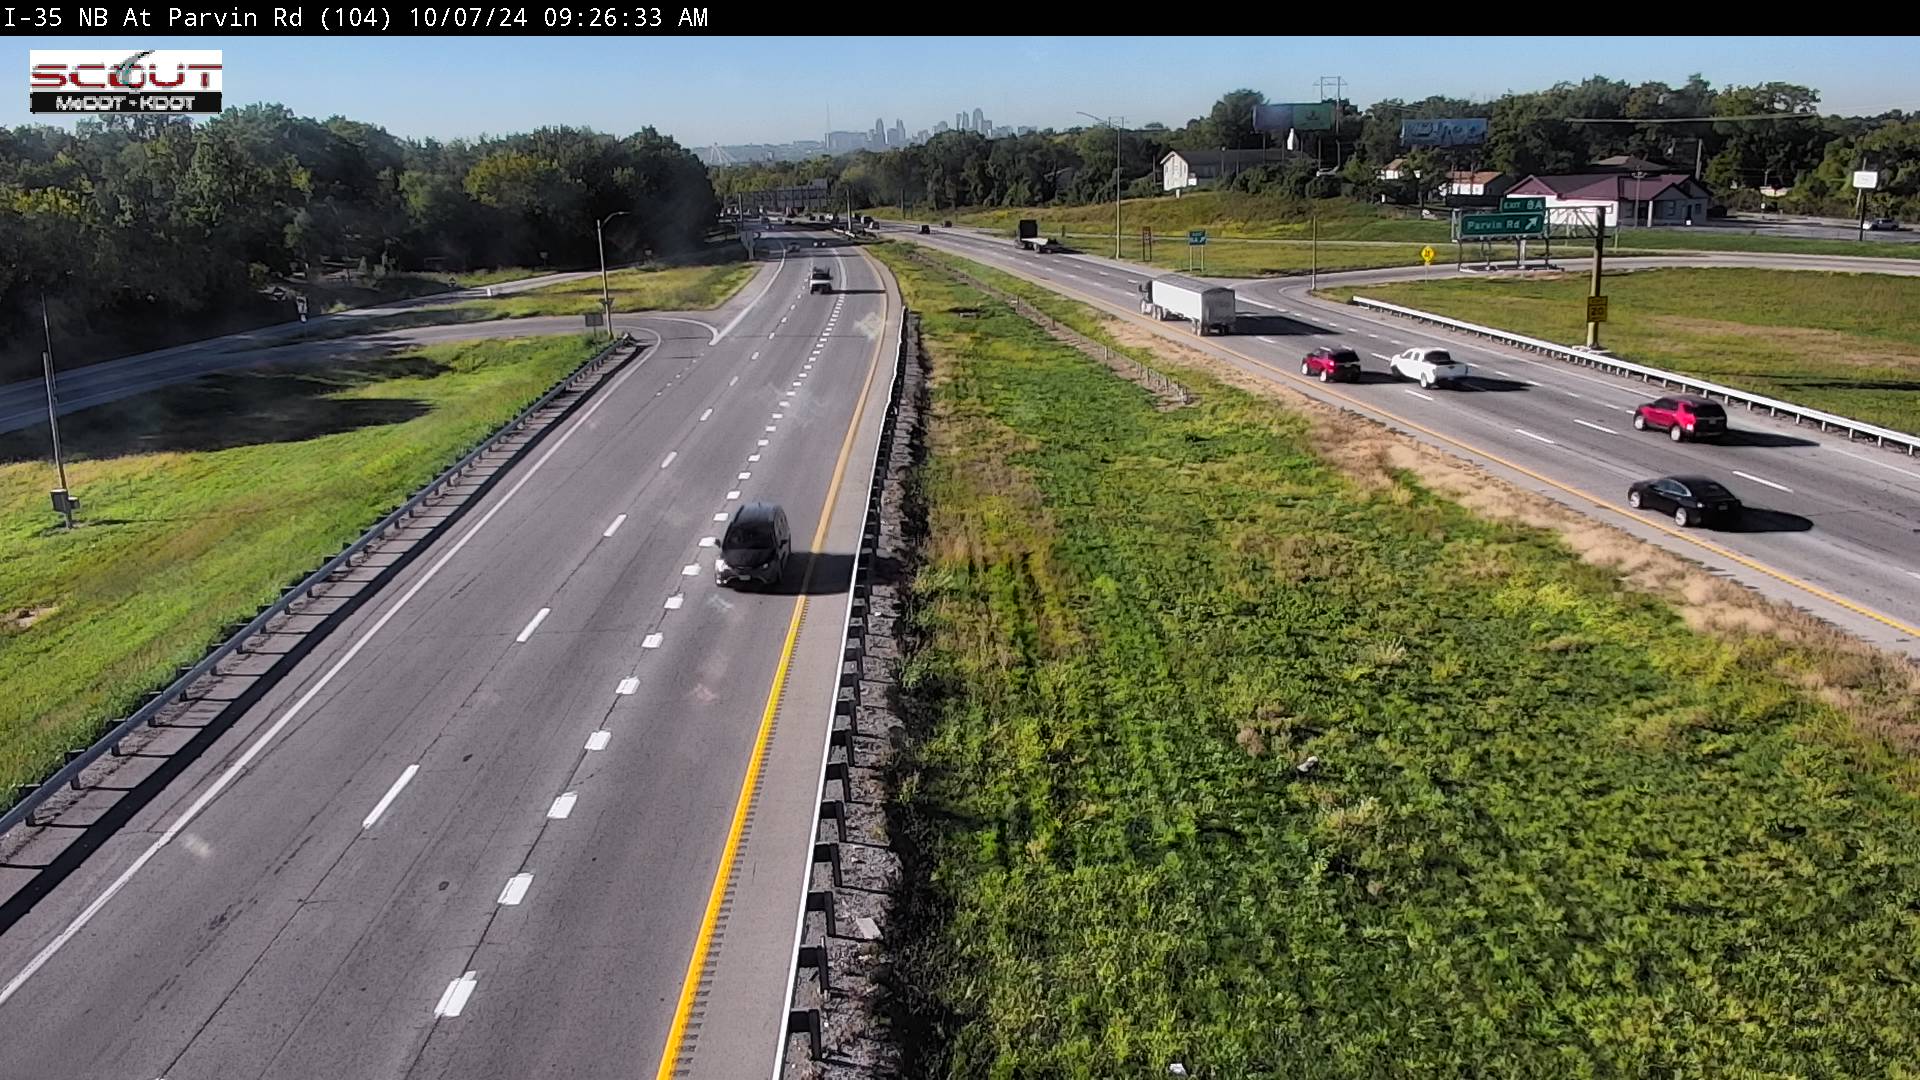 I-35 NB At Parvin Rd (104) 10/07/24 09:26:33 AM
SCOUT
MoDOT - KDOT
EXIT 8A
Parvin Rd
20